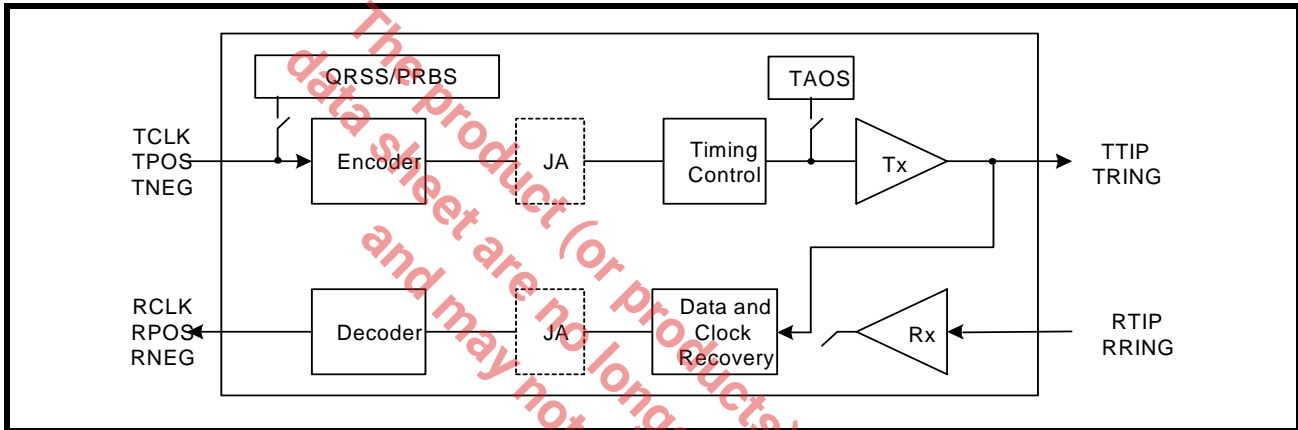 QRSS/PRBS
TAOS
TCLK
TPOS
TNEG
Encoder
JA
Timing
Control
Tx
TTIP
TRING
RCLK
RPOS
RNEG
Decoder
JA
Data and
Clock
Recovery
Rx
RTIP
RRING
The product (or products)
data sheet are no longe
and may not